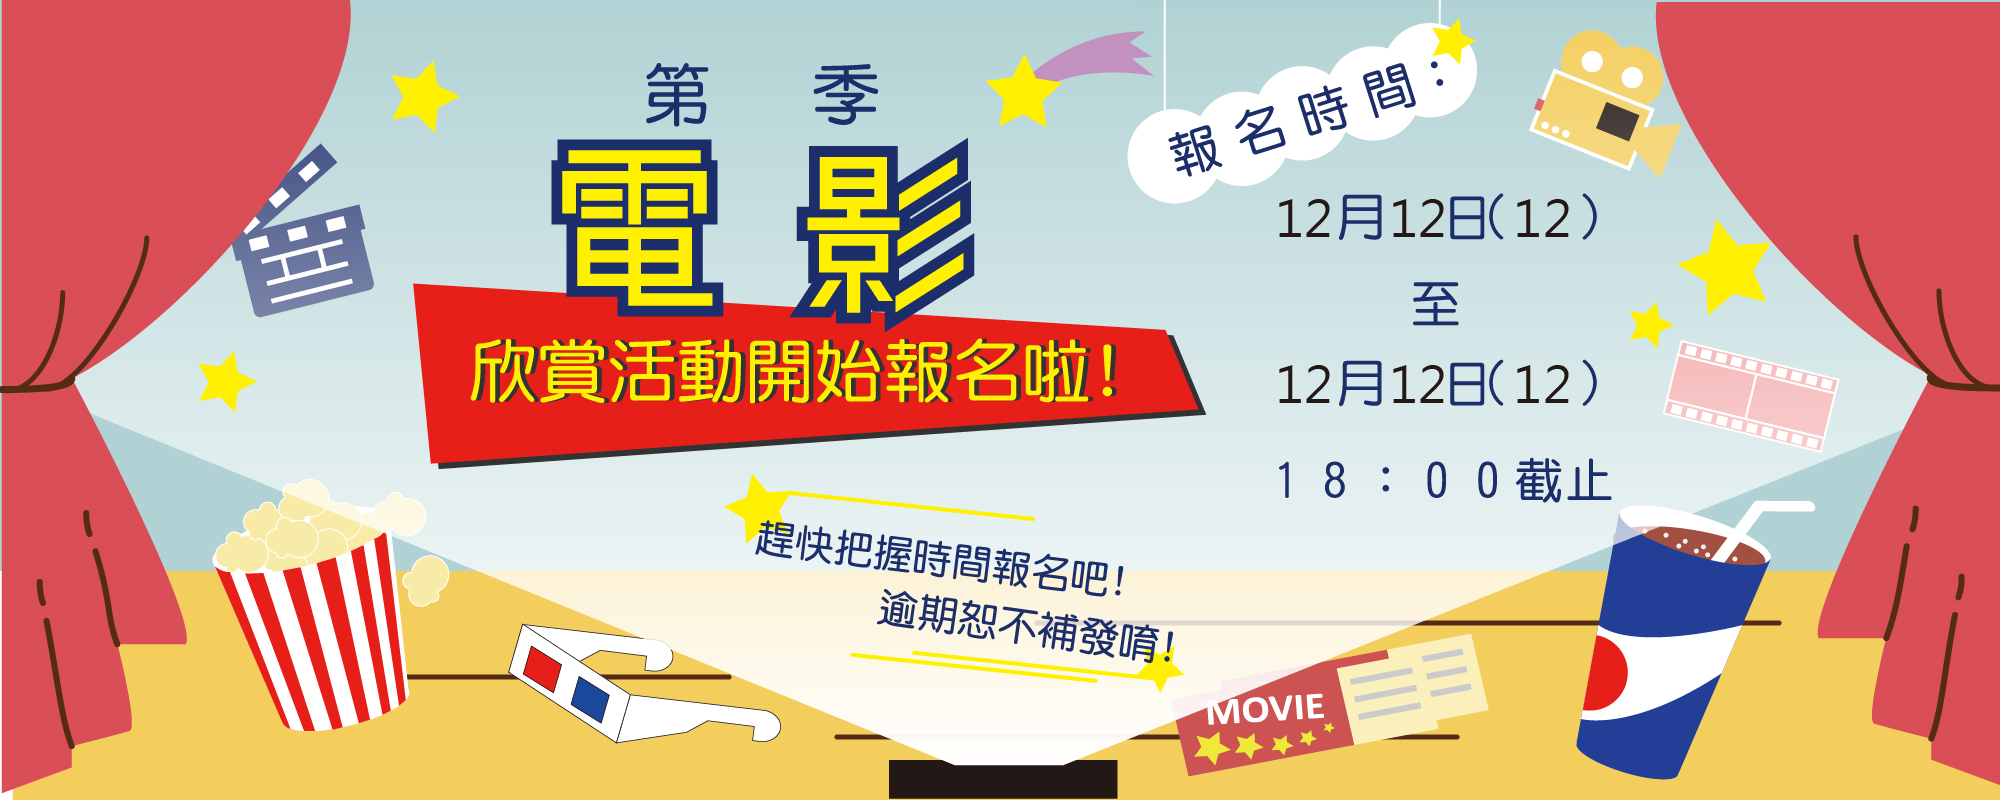 第 季
電影
欣賞活動開始報名啦!
報名時間:
12月12日(12)
至
12月12日(12)
18:00截止
趕快把握時間報名吧!
逾期恕不補發唷!
MOVIE